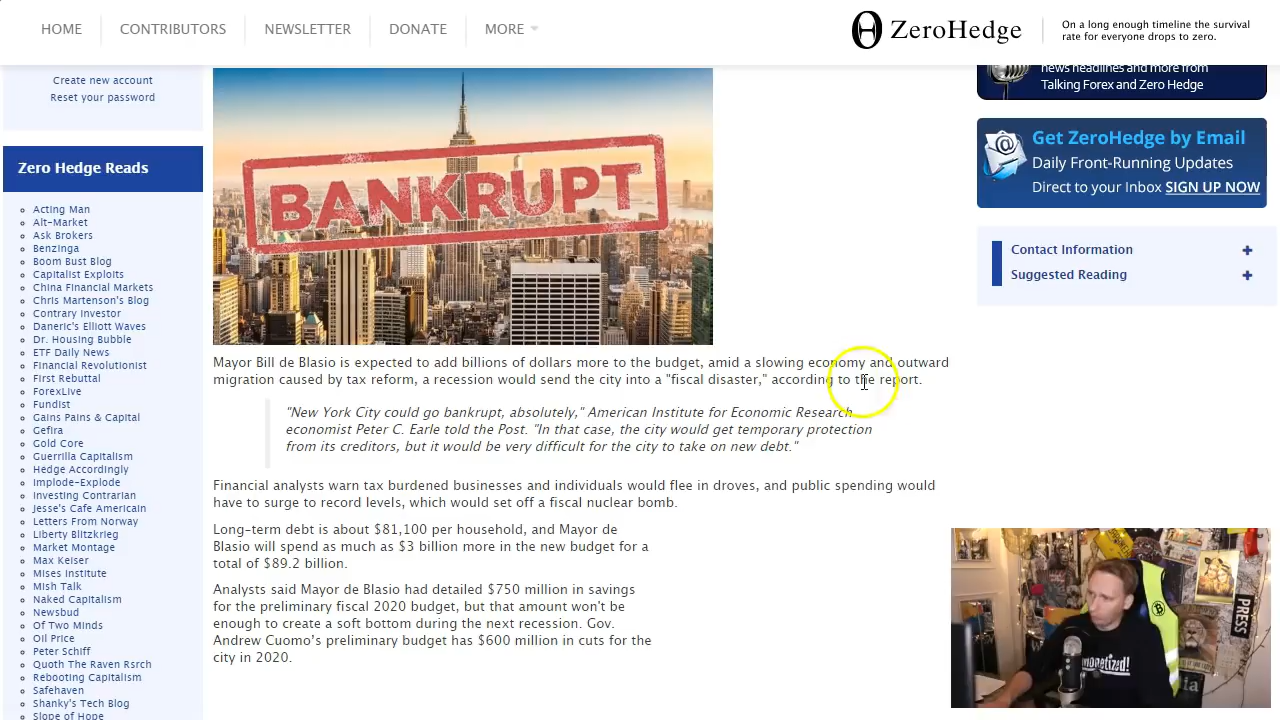 HOME
CONTRIBUTORS
NEWSLETTER
DONATE
MORE
ZeroHedge
On a long enough timeline the survival
rate for everyone drops to zero.
Create new account
Reset your password
Zero Hedge Reads
Acting Man
Alt-Market
Ask Brokers
Benzinga
Boom Bust Blog
Capitalist Exploits
China Financial Markets
Chris Martenson's Blog
Contrary Investor
Daneric's Elliott Waves
Dr. Housing Bubble
ETF Daily News
Financial Revolutionist
First Rebuttal
ForexLive
Fundist
Gains Pains & Capital
Gefira
Gold Core
Guerrilla Capitalism
Hedge Accordingly
Implode-Explode
Investing Contrarian
Jesse's Cafe Americain
Letters From Norway
Liberty Blitzkrieg
Market Montage
Max Keiser
Mises Institute
Mish Talk
Naked Capitalism
Newsbud
Of Two Minds
Oil Price
Peter Schiff
Quoth The Raven Rsrch
Rebooting Capitalism
Safehaven
Shanky's Tech Blog
Slope of Hope
BANKRUPT
Mayor Bill de Blasio is expected to add billions of dollars more to the budget, amid a slowing economy and outward
migration caused by tax reform, a recession would send the city into a "fiscal disaster," according to the report.
"New York City could go bankrupt, absolutely," American Institute for Economic Research
economist Peter C. Earle told the Post. "In that case, the city would get temporary protection
from its creditors, but it would be very difficult for the city to take on new debt."
Financial analysts warn tax burdened businesses and individuals would flee in droves, and public spending would
have to surge to record levels, which would set off a fiscal nuclear bomb.
Long-term debt is about $81,100 per household, and Mayor de
Blasio will spend as much as $3 billion more in the new budget for a
total of $89.2 billion.
Analysts said Mayor de Blasio had detailed $750 million in savings
for the preliminary fiscal 2020 budget, but that amount won't be
enough to create a soft bottom during the next recession. Gov.
Andrew Cuomo's preliminary budget has $600 million in cuts for the
city in 2020.
news headlines and more from
Talking Forex and Zero Hedge
Get ZeroHedge by Email
Daily Front-Running Updates
Direct to your Inbox SIGN UP NOW
Contact Information
Suggested Reading
PRESS